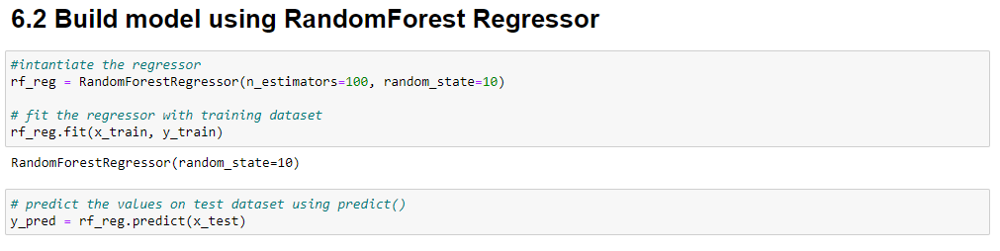 6.2 Build model using RandomForest Regressor
#intantiate the regressor
rf_reg = RandomForestRegressor(n_estimators=100, random_state=10)
# fit the regressor with training dataset
rf_reg.fit(x_train, y_train)
RandomForestRegressor(random_state=10)
# predict the values on test dataset using predict()
y_pred = rf_reg.predict(x_test)